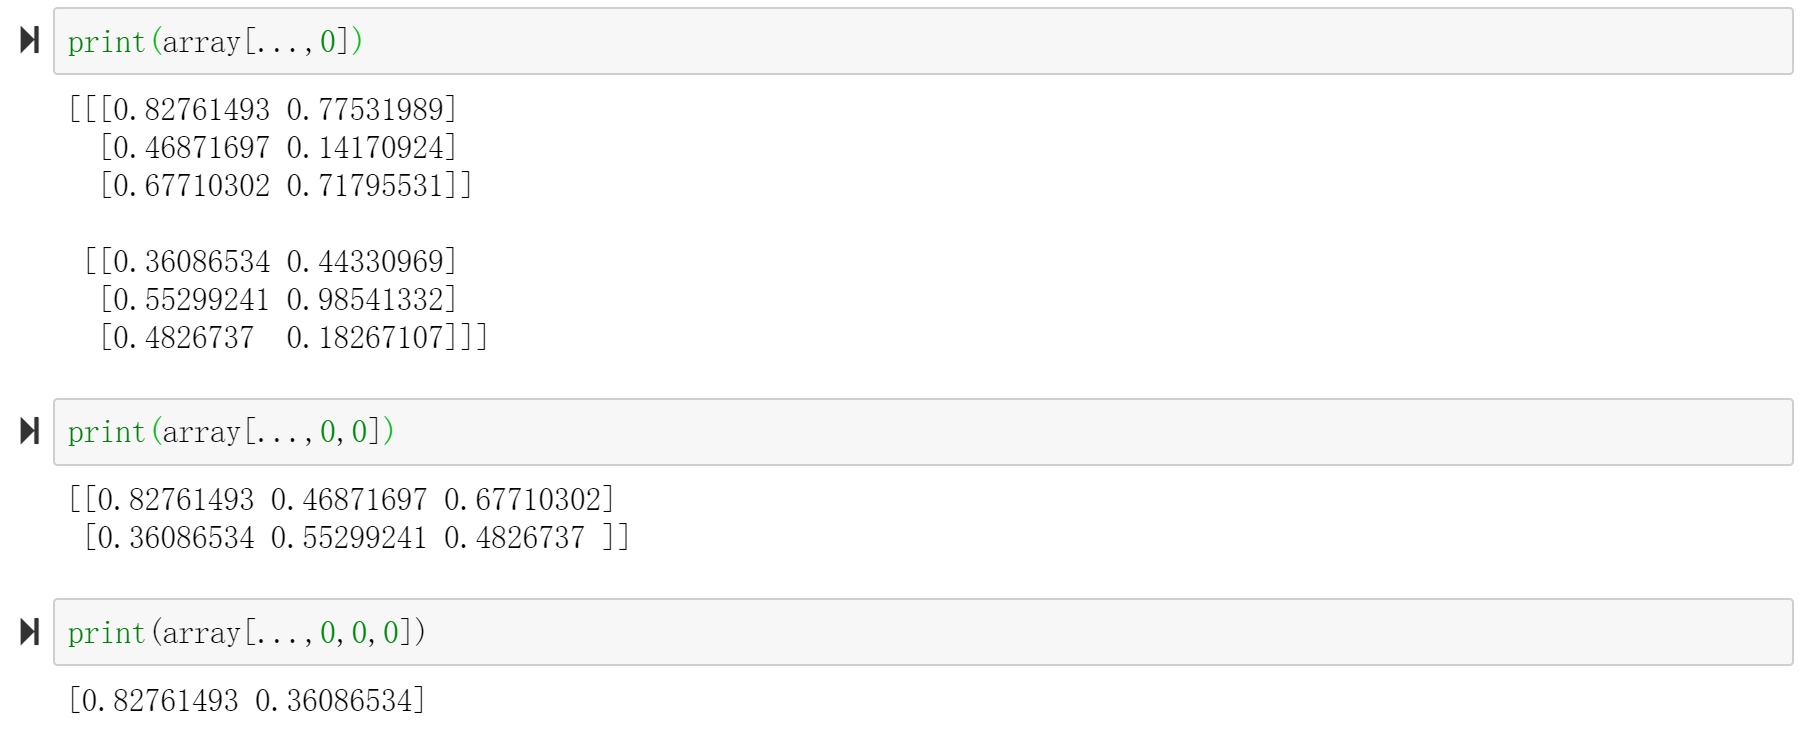 print(array[...,0])
[[[0.82761493 0.77531989]
  [0.46871697 0.14170924]
  [0.67710302 0.71795531]]

 [[0.36086534 0.44330969]
  [0.55299241 0.98541332]
  [0.4826737  0.18267107]]]
print(array[...,0,0])
[[0.82761493 0.46871697 0.67710302]
 [0.36086534 0.55299241 0.4826737 ]]
print(array[...,0,0,0])
[0.82761493 0.36086534]